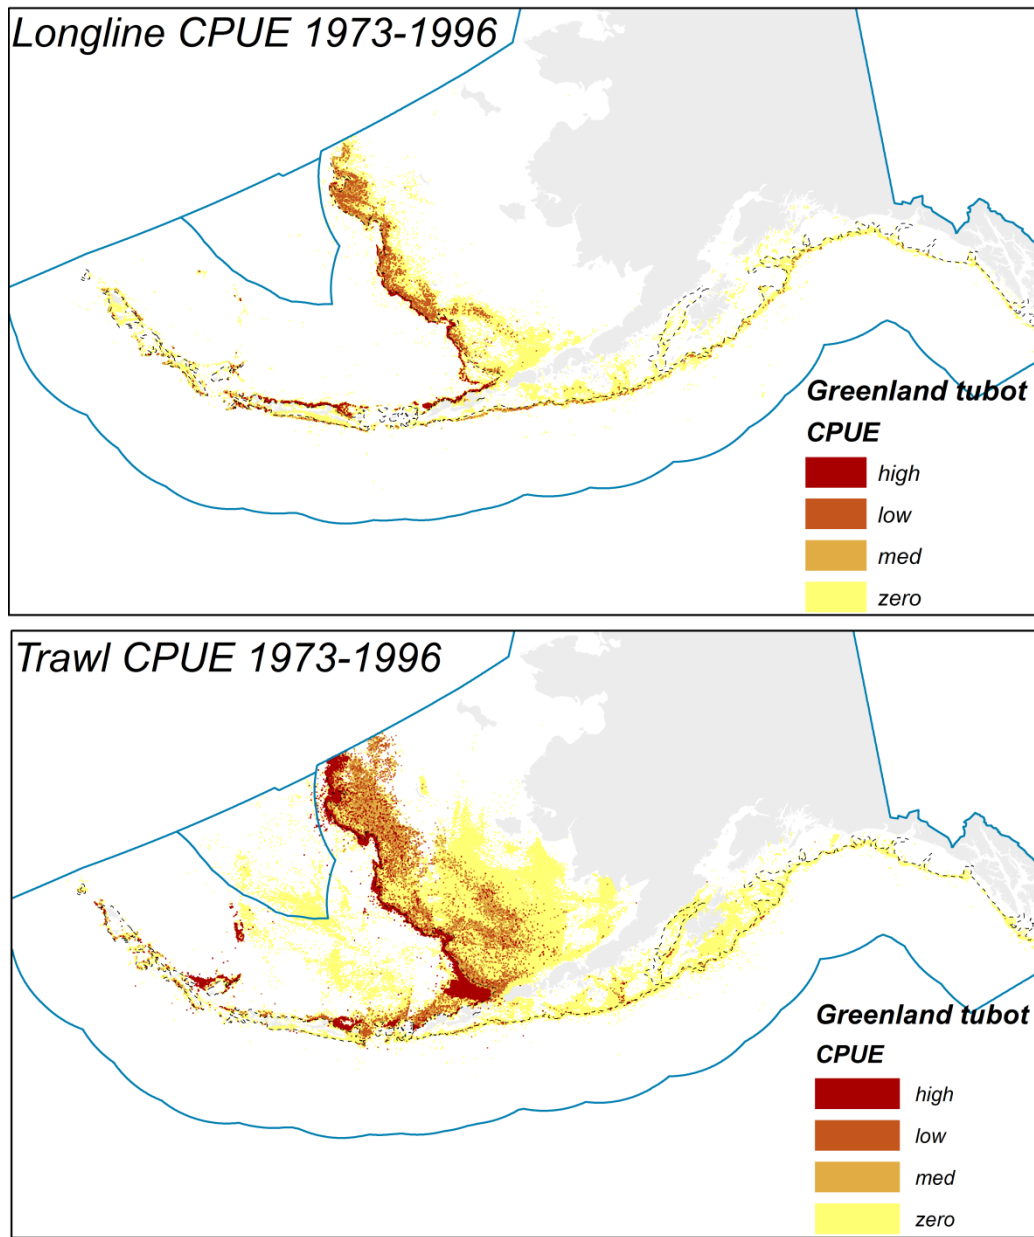 Longline CPUE 1973-1996
Greenland tubot
CPUE
high
low
med
zero
Trawl CPUE 1973-1996
Greenland tubot
CPUE
high
low
med
zero